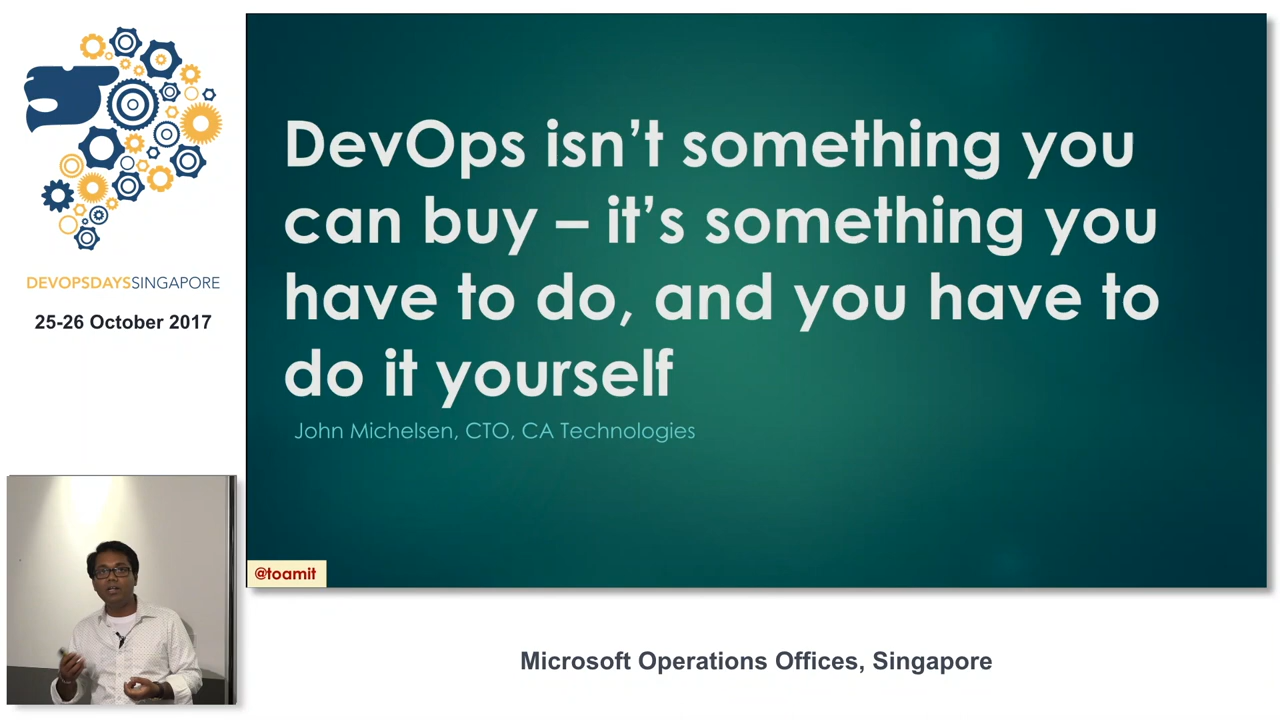 DEVOPSDAYSSINGAPORE
25-26 October 2017
DevOps isn’t something you
can buy – it’s something you
have to do, and you have to
do it yourself
John Michelsen, CTO, CA Technologies
@toamit
Microsoft Operations Offices, Singapore